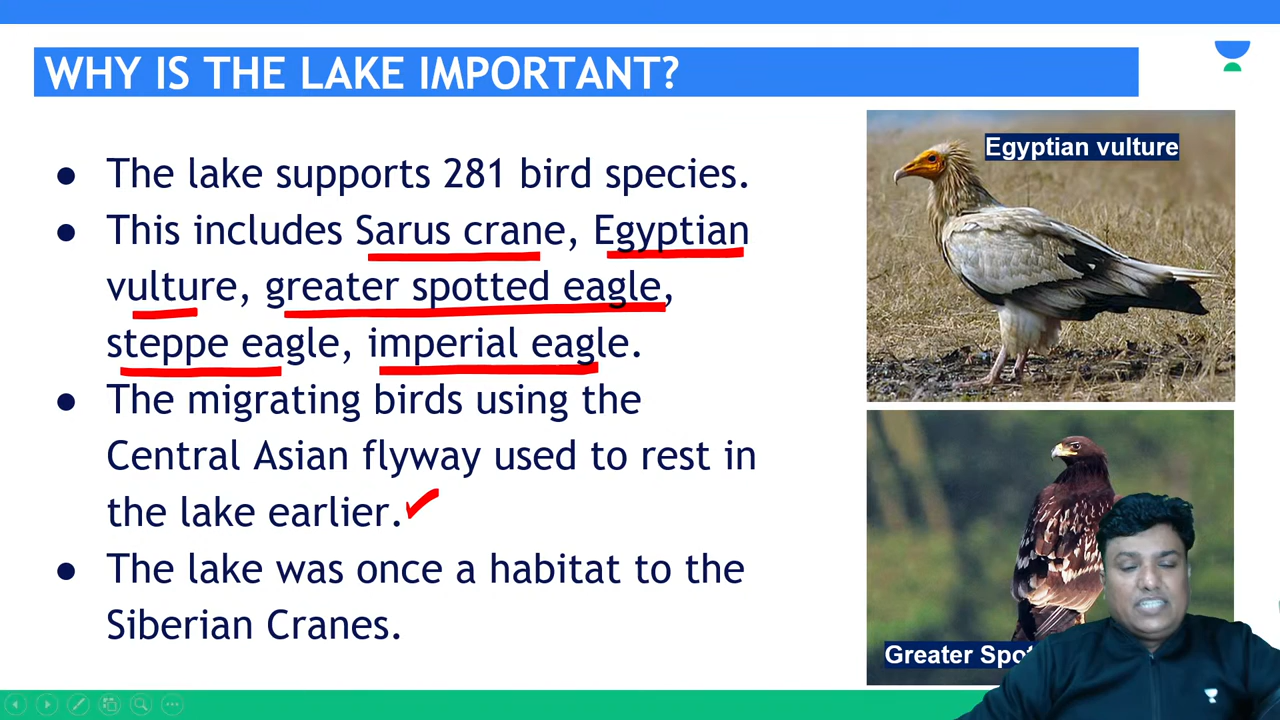 WHY IS THE LAKE IMPORTANT?
● The lake supports 281 bird species.
● This includes Sarus crane, Egyptian
vulture, greater spotted eagle,
steppe eagle, imperial eagle.
● The migrating birds using the
Central Asian flyway used to rest in
the lake earlier.
● The lake was once a habitat to the
Siberian Cranes.
Egyptian vulture
Greater